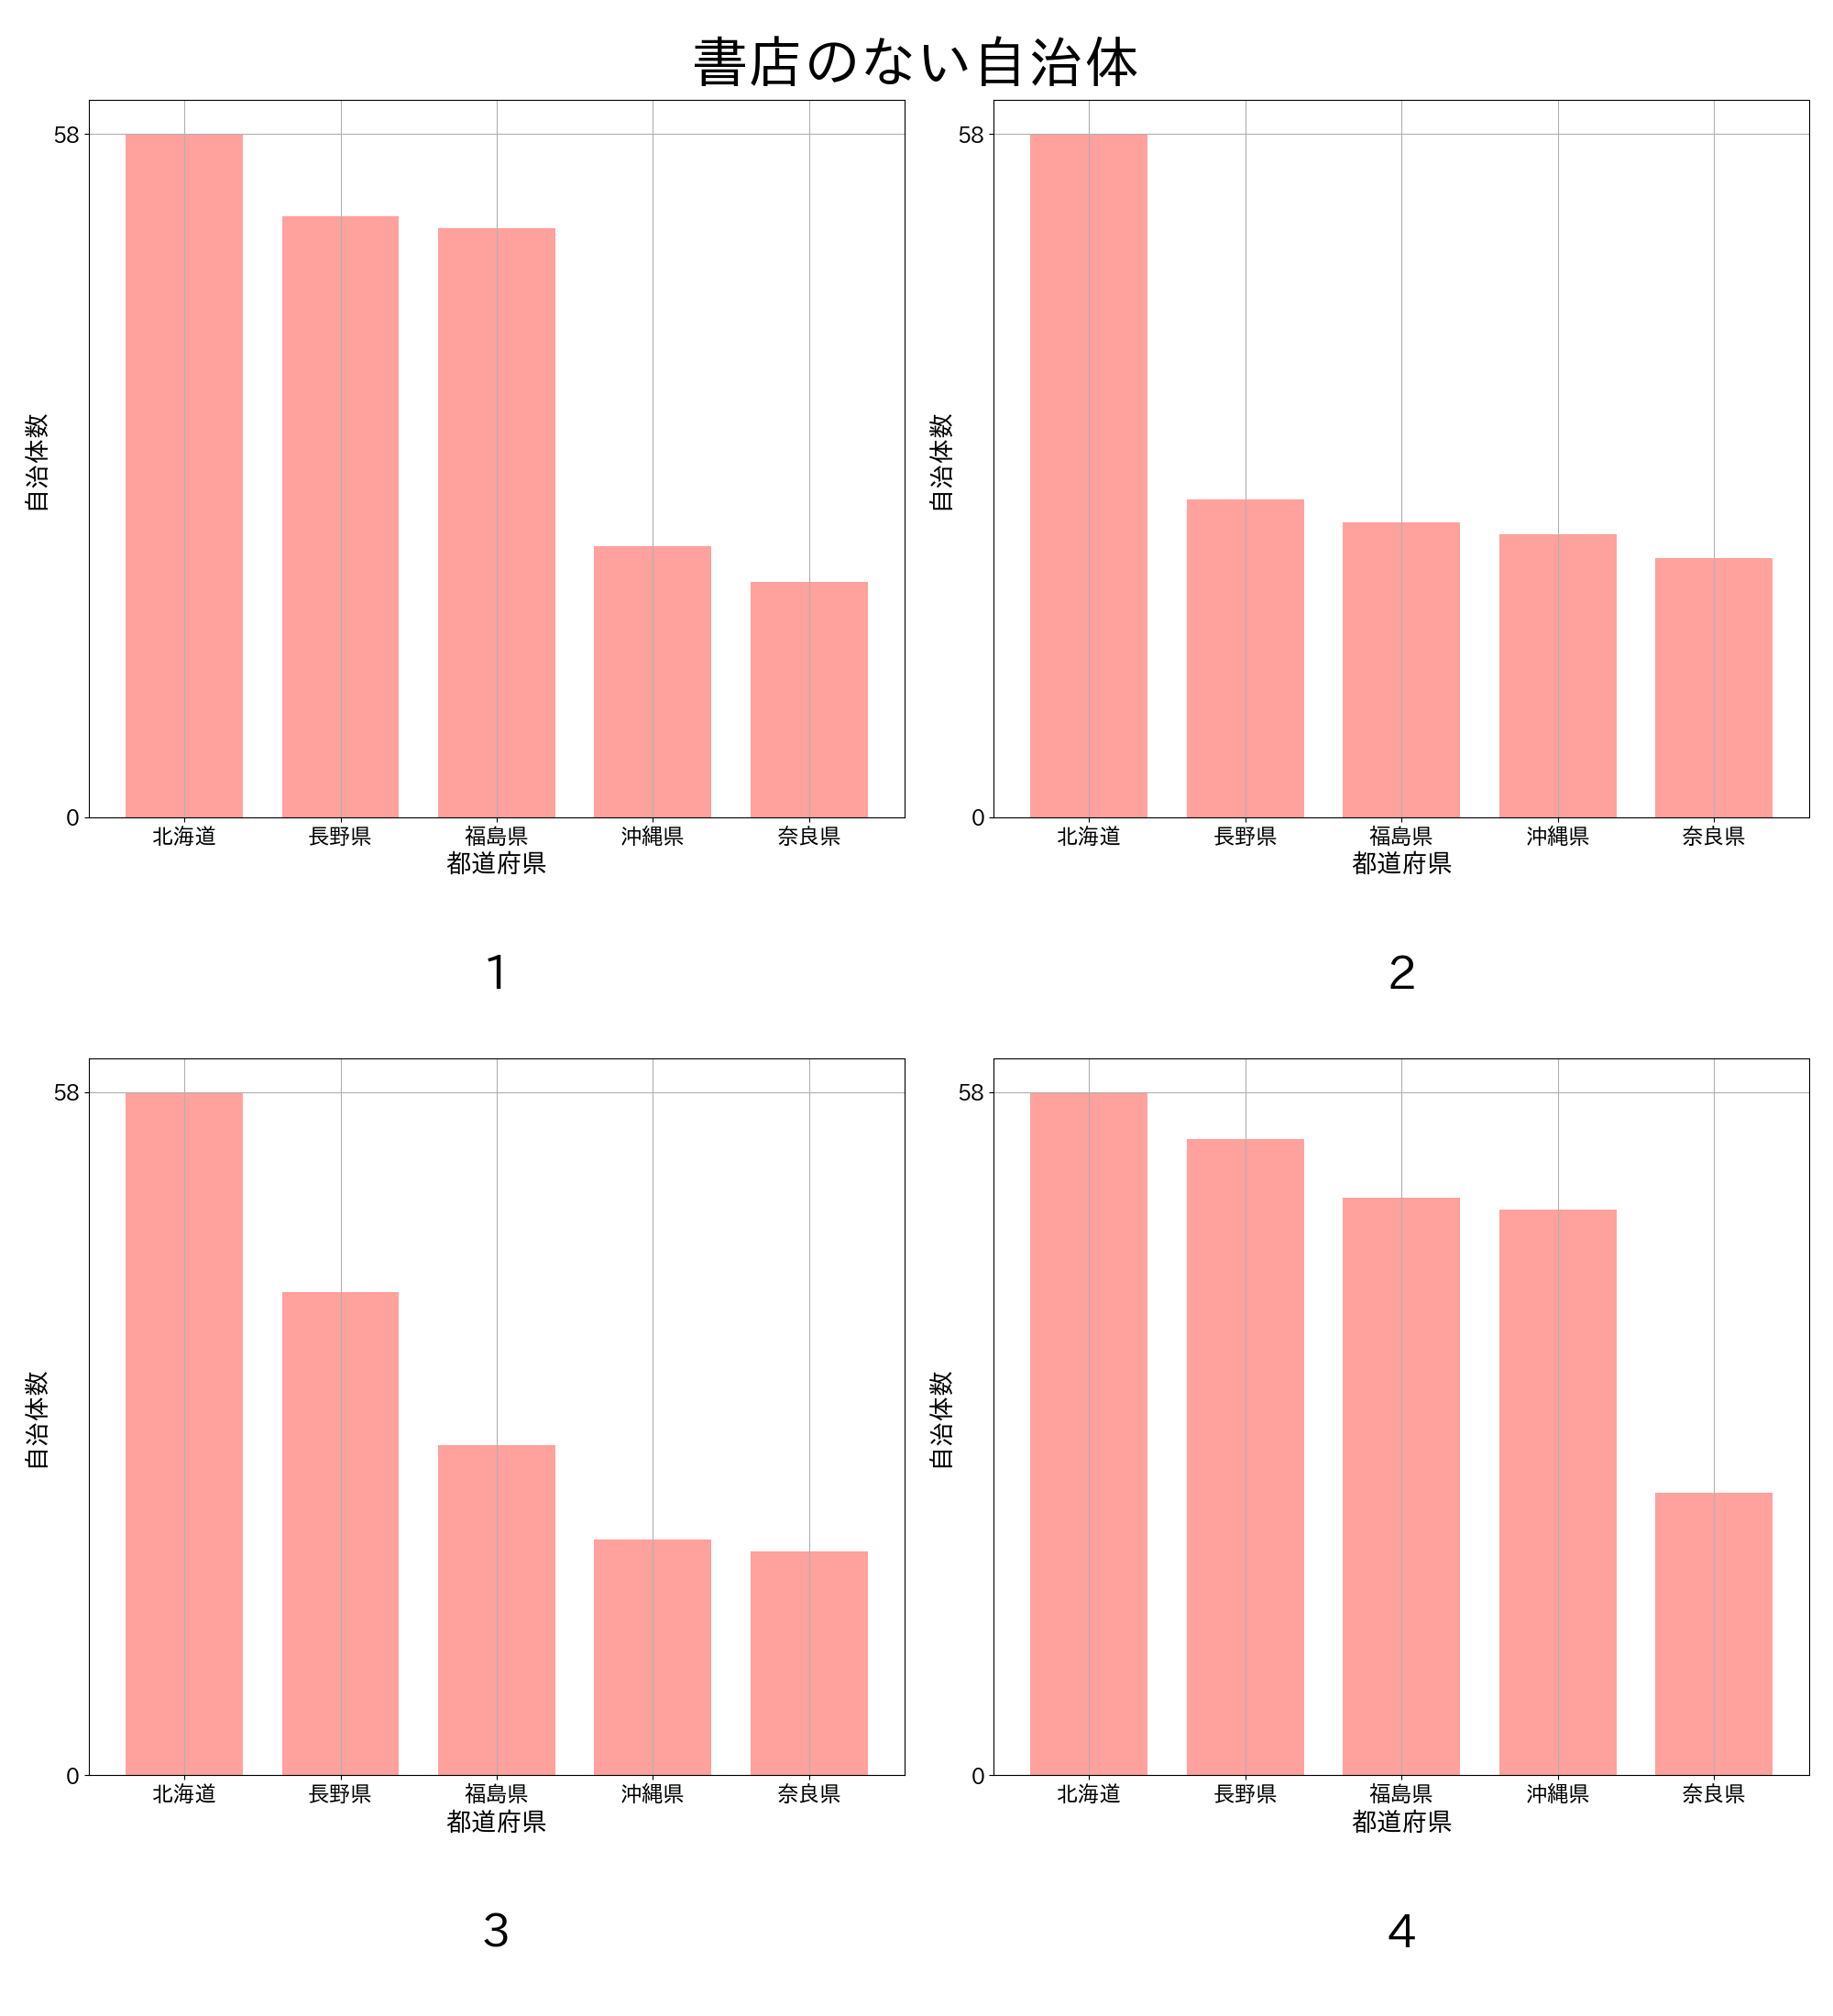 書店のない自治体
58
0
自治体数
北海道 長野県 福島県 沖縄県 奈良県
都道府県
1
58
0
自治体数
北海道 長野県 福島県 沖縄県 奈良県
都道府県
2
58
0
自治体数
北海道 長野県 福島県 沖縄県 奈良県
都道府県
3
58
0
自治体数
北海道 長野県 福島県 沖縄県 奈良県
都道府県
4